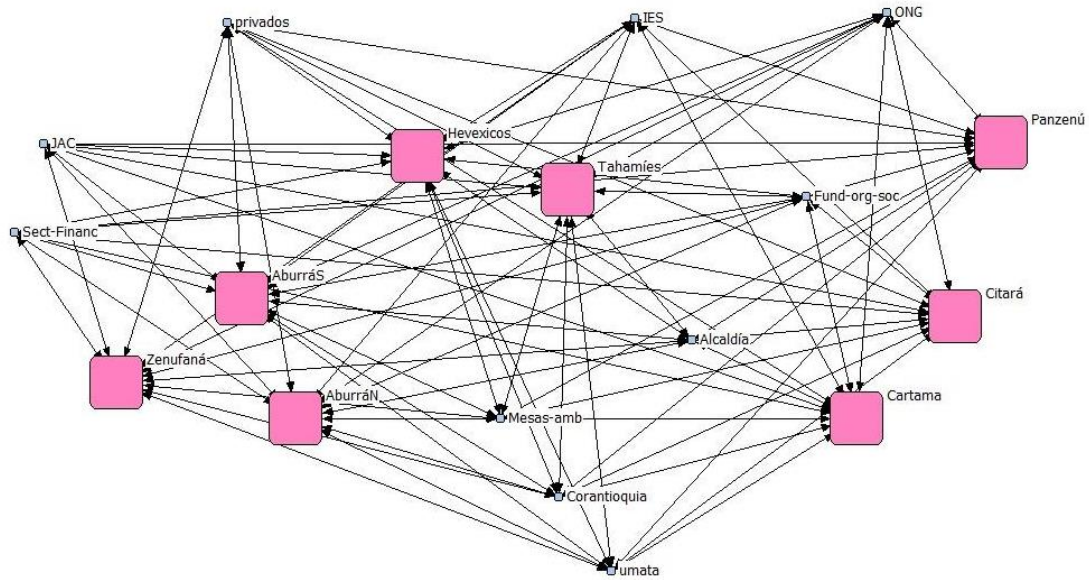 privados
IES
ONG
Panzenú
Hevexicos
JAC
Tahamíes
Fund-org-soc
Sect-Financ
AburráS
Citará
Alcaldía
Zenufaná
AburráN
Cartama
Mesas-amb
Corantioquia
umata